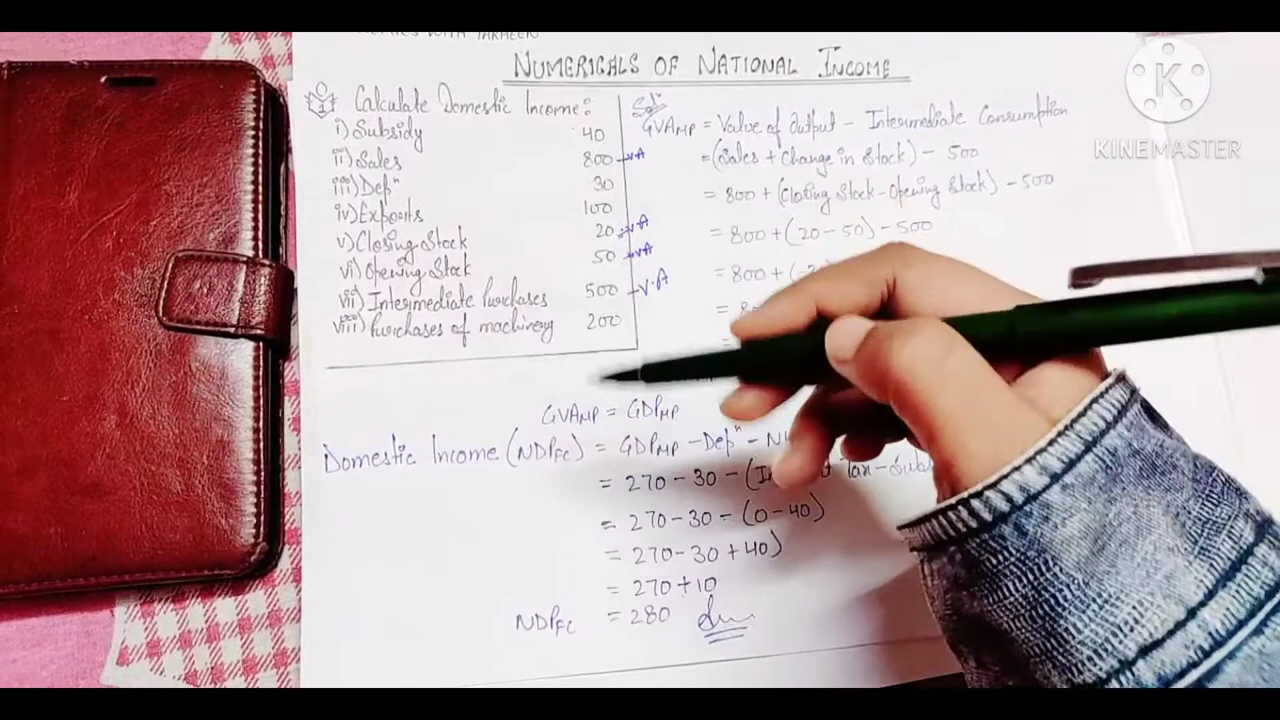 NUMERICALS OF NATIONAL INCOME
Calculate Domestic Income:
i) Subsidy 40
ii) Sales 800 V.A
iii) Depⁿ 30
iv) Exports 100
v) Closing Stock 20 V.A
vi) Opening Stock 50 V.A
vii) Intermediate Purchases 500 V.A
viii) Purchases of machinery 200
Solⁿ
GVAMP = Value of Output - Intermediate Consumption
= (Sales + Change in Stock) - 500
= 800 + (Closing Stock - Opening Stock) - 500
= 800 + (20 - 50) - 500
= 800 +
=
GVAMP = GDPMP
Domestic Income (NDPFC) = GDPMP - Depⁿ -
= 270 - 30 - ( Tax -
= 270 - 30 - (0 - 40)
= 270 - 30 + 40)
= 270 + 10
NDPFC = 280
K
KINEMASTER